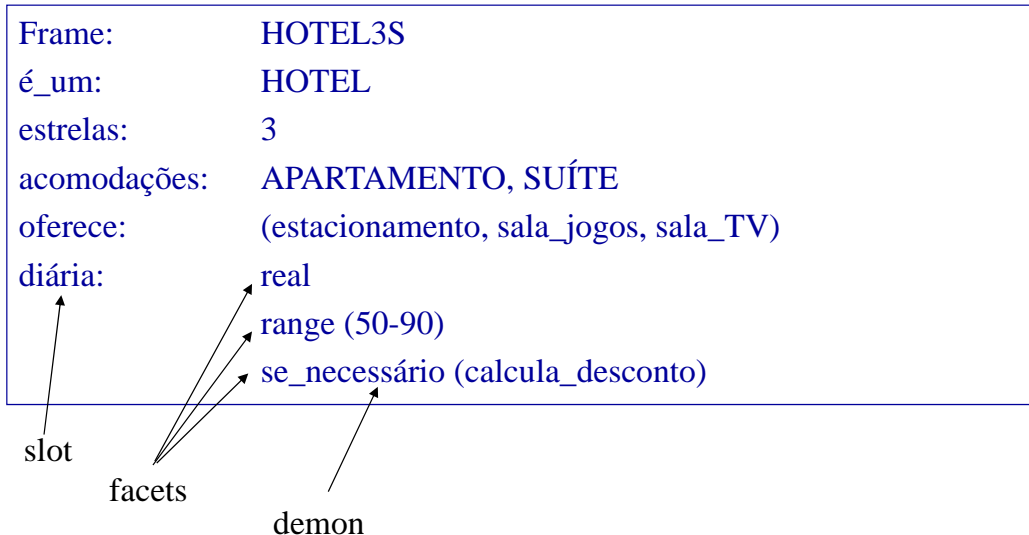 Frame: HOTEL3S
é_um: HOTEL
estrelas: 3
acomodações: APARTAMENTO, SUÍTE
oferece: (estacionamento, sala_jogos, sala_TV)
diária: real
range (50-90)
se_necessário (calcula_desconto)
slot
facets
demon